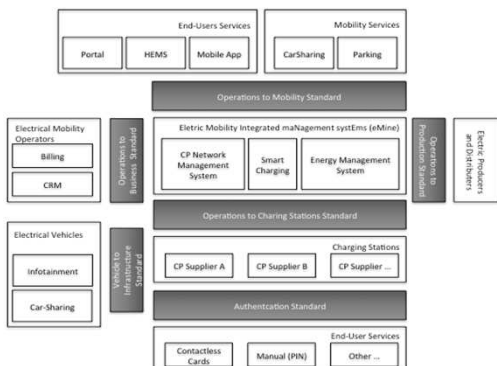 End-Users Services
Portal
HEMS
Mobile App
Mobility Services
CarSharing
Parking
Operations to Mobility Standard
Electrical Mobility
Operators
Billing
CRM
Operations to
Business Standard
Eletric Mobility Integrated maNagement systEms (eMine)
CP Network
Management
System
Smart
Charging
Energy Management
System
Operations to
Production Standard
Electric Producers
and Distributers
Operations to Charing Stations Standard
Electrical Vehicles
Infotainment
Car-Sharing
Vehicle to
Infrastructure
Standard
Charging Stations
CP Supplier A
CP Supplier B
CP Supplier ...
Authentcation Standard
End-User Services
Contactless
Cards
Manual (PIN)
Other ...